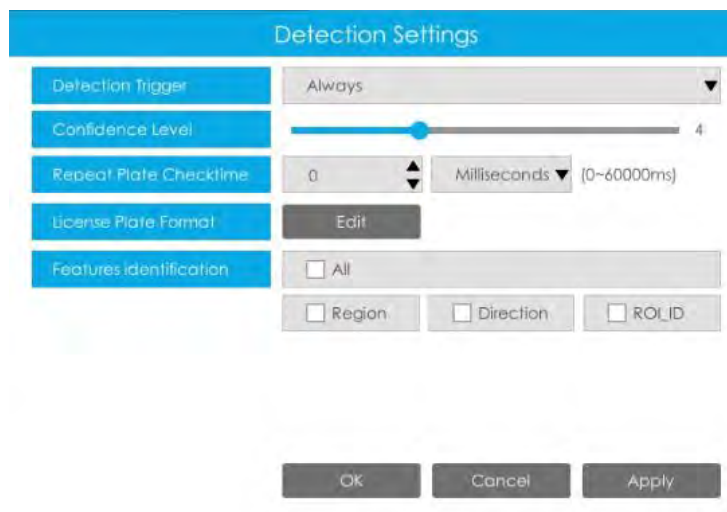 Detection Settings
Detection Trigger Always
Confidence Level 4
Repeat Plate Checktime 0 Milliseconds (0~60000ms)
License Plate Format Edit
Features identification All
Region Direction ROI_ID
OK Cancel Apply